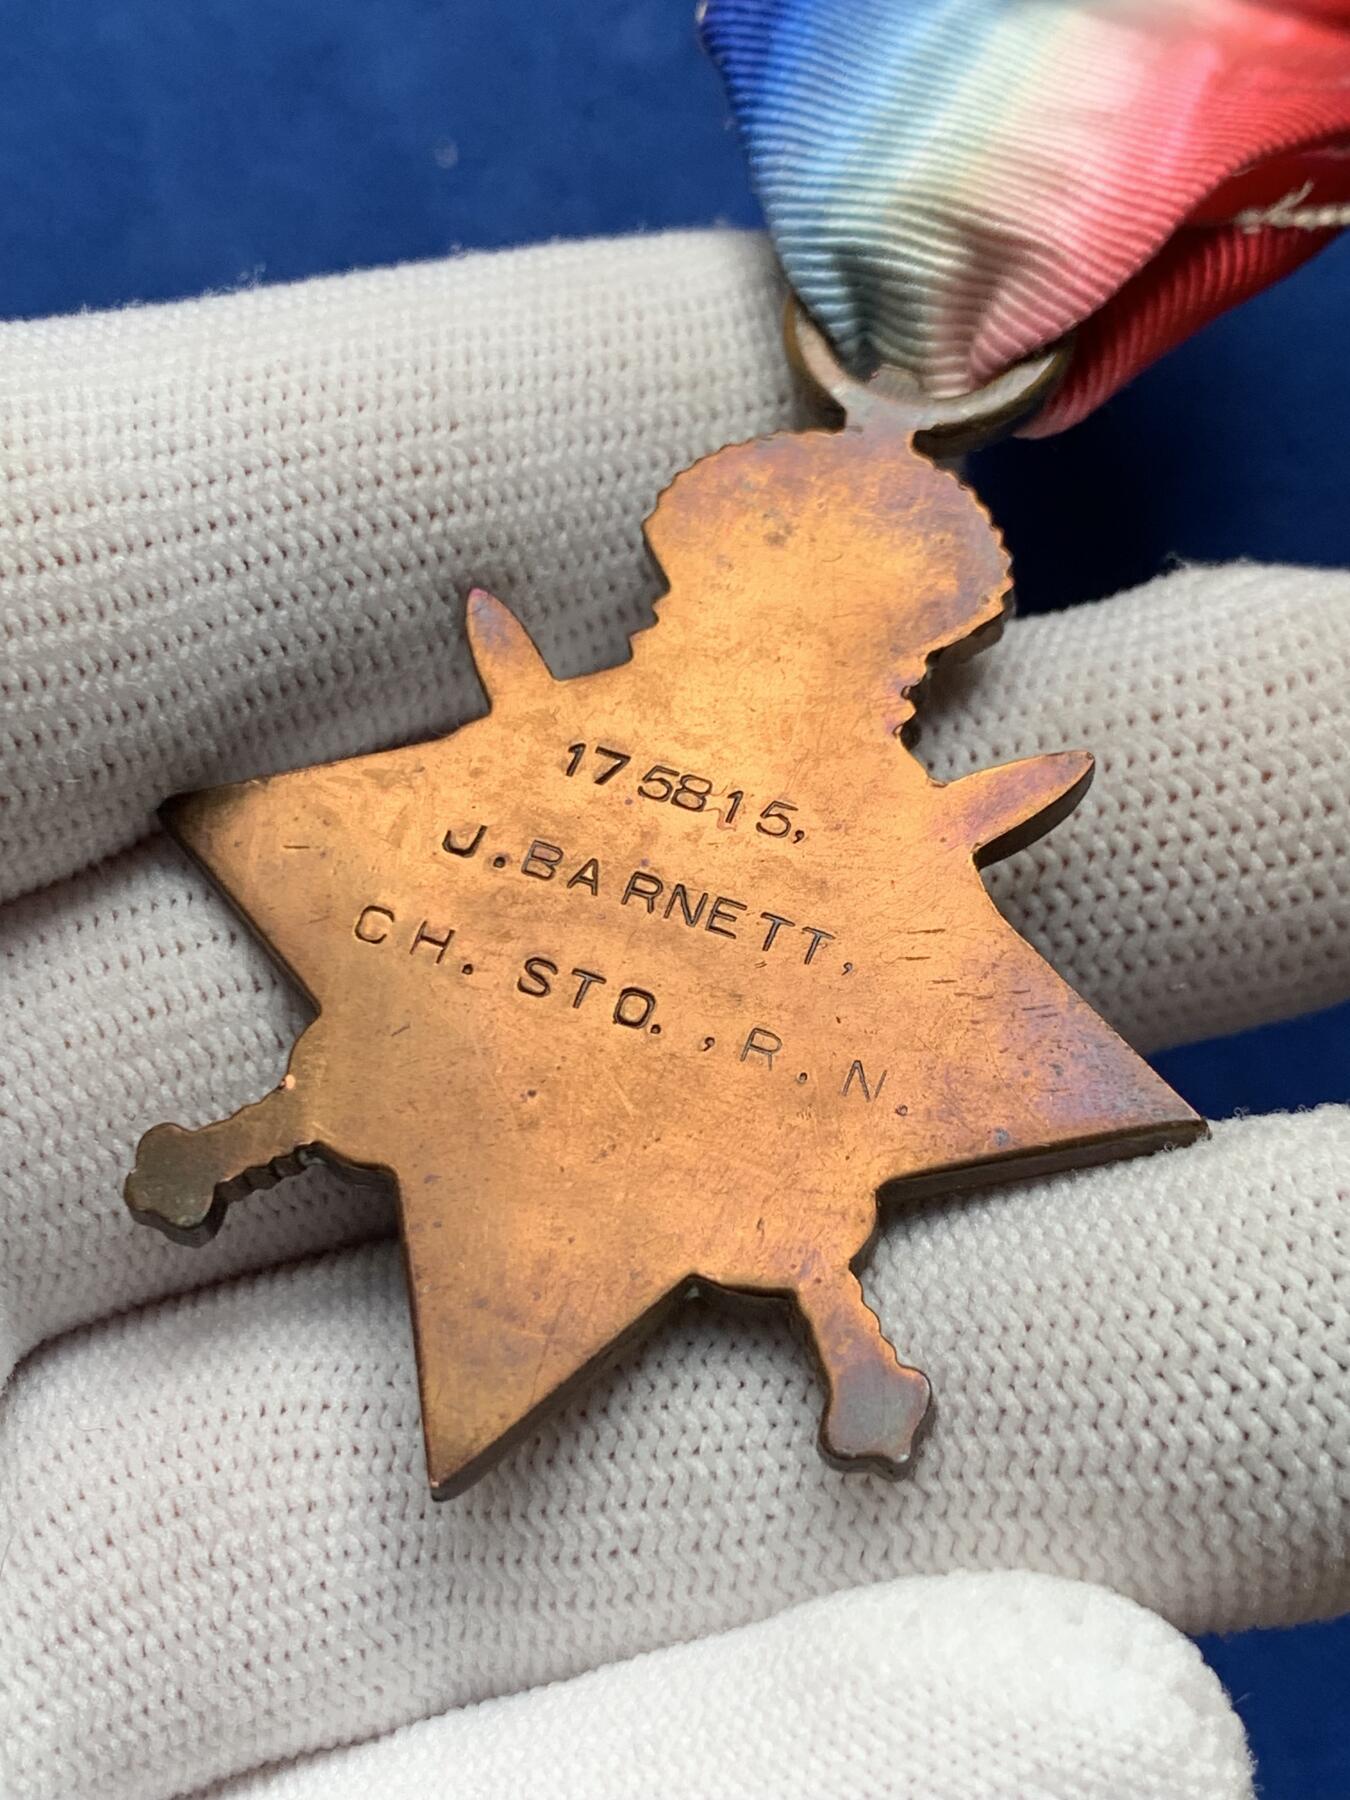 175815,
J. BARNETT,
CH. STO. , R. N.